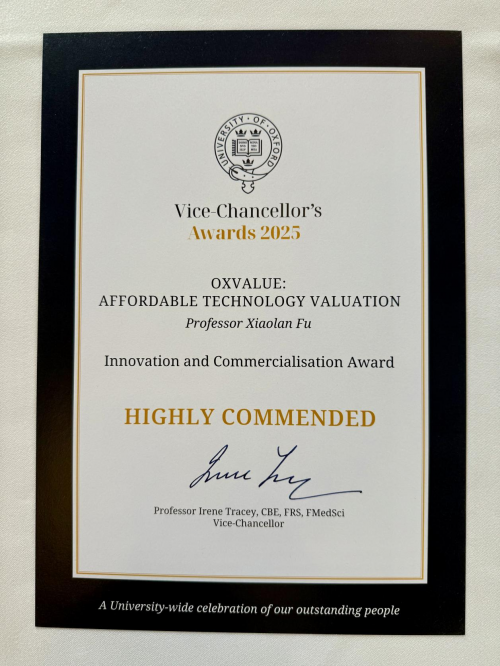 UNIVERSITY · OF · OXFORD
Vice-Chancellor's
Awards 2025
OXVALUE:
AFFORDABLE TECHNOLOGY VALUATION
Professor Xiaolan Fu
Innovation and Commercialisation Award
HIGHLY COMMENDED
Professor Irene Tracey, CBE, FRS, FMedSci
Vice-Chancellor
A University-wide celebration of our outstanding people